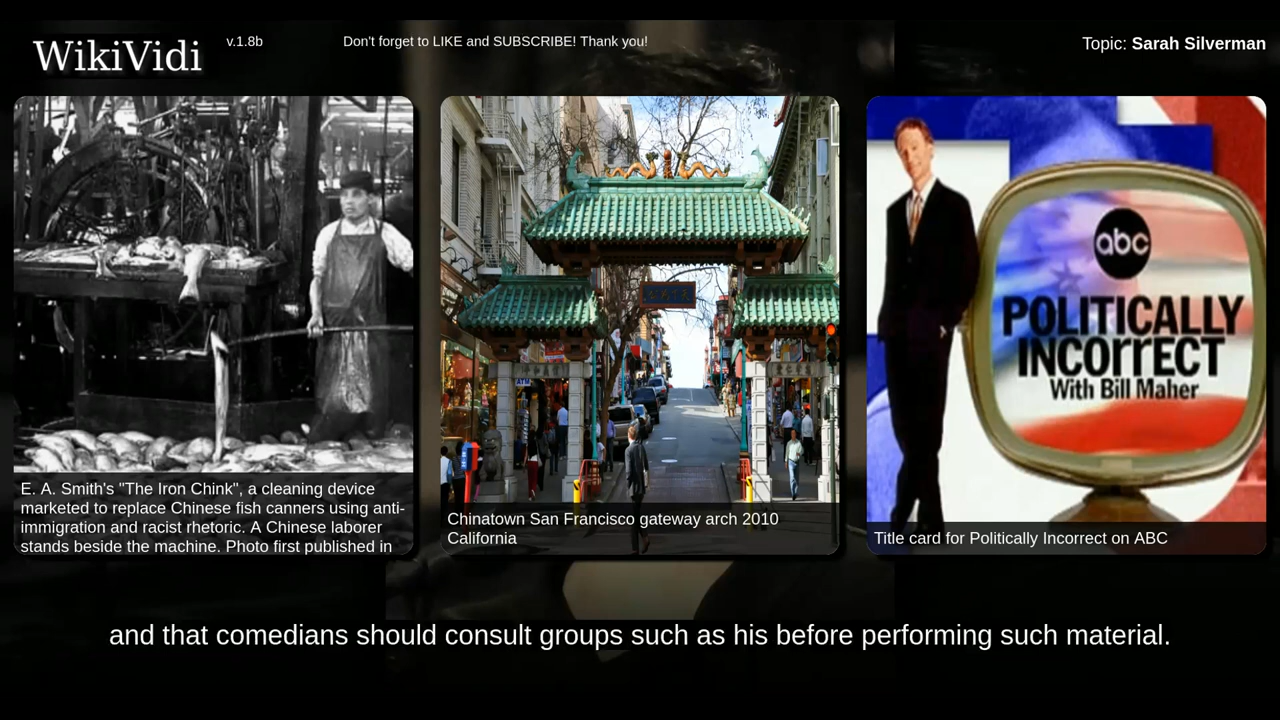 WikiVidi
v.1.8b
Don't forget to LIKE and SUBSCRIBE! Thank you!
Topic: Sarah Silverman
abc
POLITICALLY
INCORRECT
With Bill Maher
E. A. Smith's "The Iron Chink", a cleaning device
marketed to replace Chinese fish canners using anti-
immigration and racist rhetoric. A Chinese laborer
stands beside the machine. Photo first published in
Chinatown San Francisco gateway arch 2010
California
Title card for Politically Incorrect on ABC
and that comedians should consult groups such as his before performing such material.